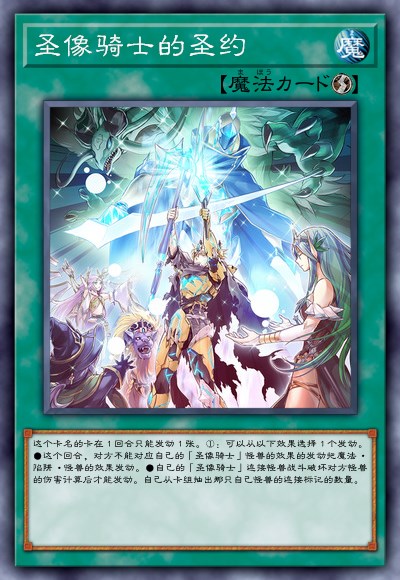 圣像骑士的圣约
魔
【魔法カード】
まほう
这个卡名的卡在1回合只能发动1张。①：可以从以下效果选择1个发动。
●这个回合，对方不能对应自己的「圣像骑士」怪兽的效果的发动把魔法·
陷阱·怪兽的效果发动。●自己的「圣像骑士」连接怪兽战斗破坏对方怪兽
的伤害计算后才能发动。自己从卡组抽出那只自己怪兽的连接标记的数量。